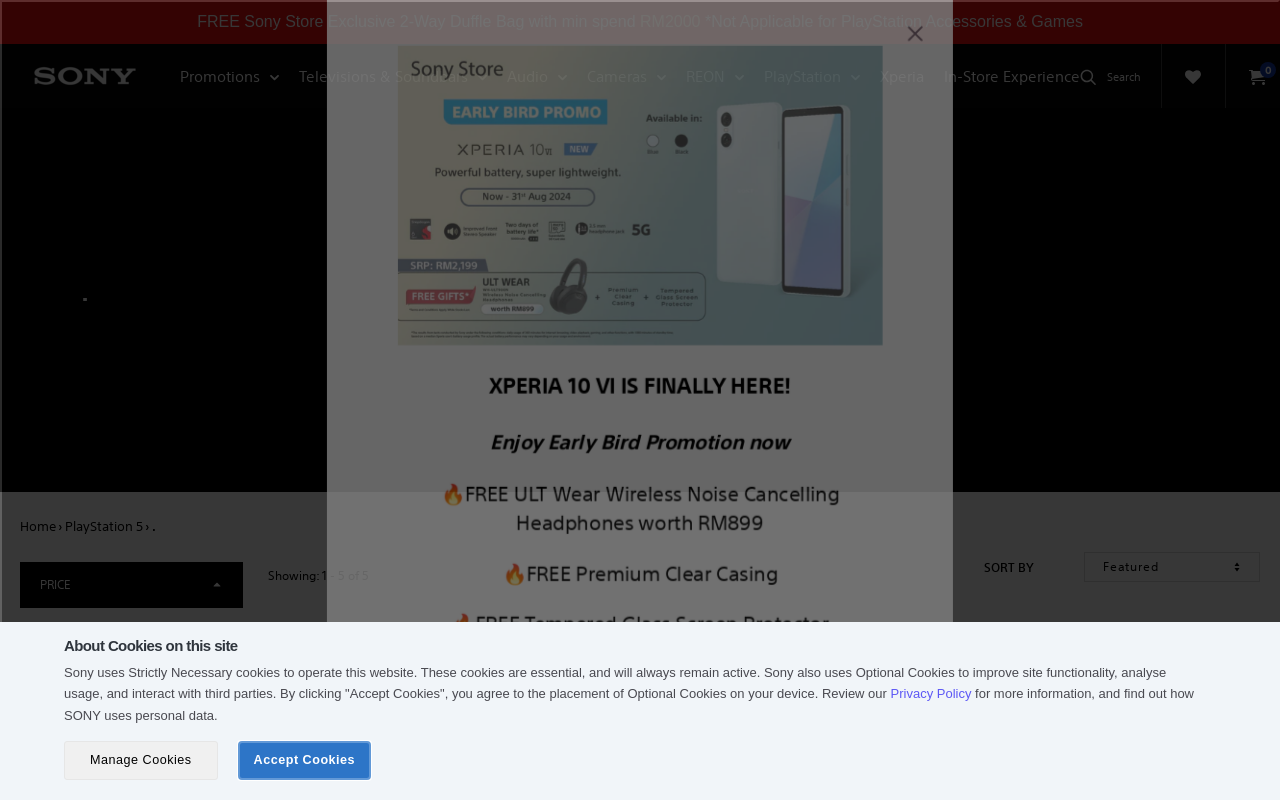 FREE Sony Store Exclusive 2-Way Duffle Bag with min spend RM2300 *Not Applicable for PlayStation Accessories & Games
SONY
Promotions
Televisions &
Audio
Cameras
REON
PlayStation
Xperia
In-Store Experience
Search
0
Sony Store
EARLY BIRD PROMO
XPERIA 10 VI NEW
Powerful battery, super lightweight.
Now - 31st Aug 2024
Available in:
5G
SRP: RM2,199
FREE GIFTS*
ULT WEAR
worth RM899
+ Premium Clear Casing
+ Tempered Glass Screen Protector
XPERIA 10 VI IS FINALLY HERE!
Enjoy Early Bird Promotion now
🔥FREE ULT Wear Wireless Noise Cancelling
Headphones worth RM899
🔥FREE Premium Clear Casing
🔥FREE Tempered Glass Screen Protector
Home › PlayStation 5 › .
PRICE
Showing: 1 - 5 of 5
SORT BY
Featured
About Cookies on this site
Sony uses Strictly Necessary cookies to operate this website. These cookies are essential, and will always remain active. Sony also uses Optional Cookies to improve site functionality, analyse
usage, and interact with third parties. By clicking "Accept Cookies", you agree to the placement of Optional Cookies on your device. Review our Privacy Policy for more information, and find out how
SONY uses personal data.
Manage Cookies
Accept Cookies